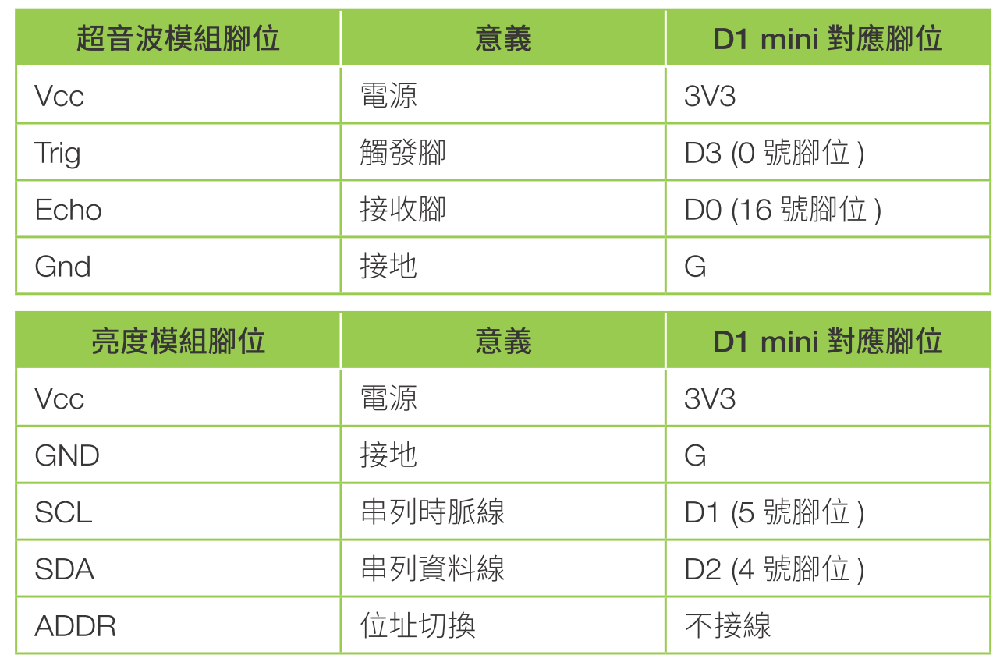 超音波模組腳位 意義 D1 mini 對應腳位
Vcc 電源 3V3
Trig 觸發腳 D3 (0 號腳位 )
Echo 接收腳 D0 (16 號腳位 )
Gnd 接地 G
亮度模組腳位 意義 D1 mini 對應腳位
Vcc 電源 3V3
GND 接地 G
SCL 串列時脈線 D1 (5 號腳位 )
SDA 串列資料線 D2 (4 號腳位 )
ADDR 位址切換 不接線